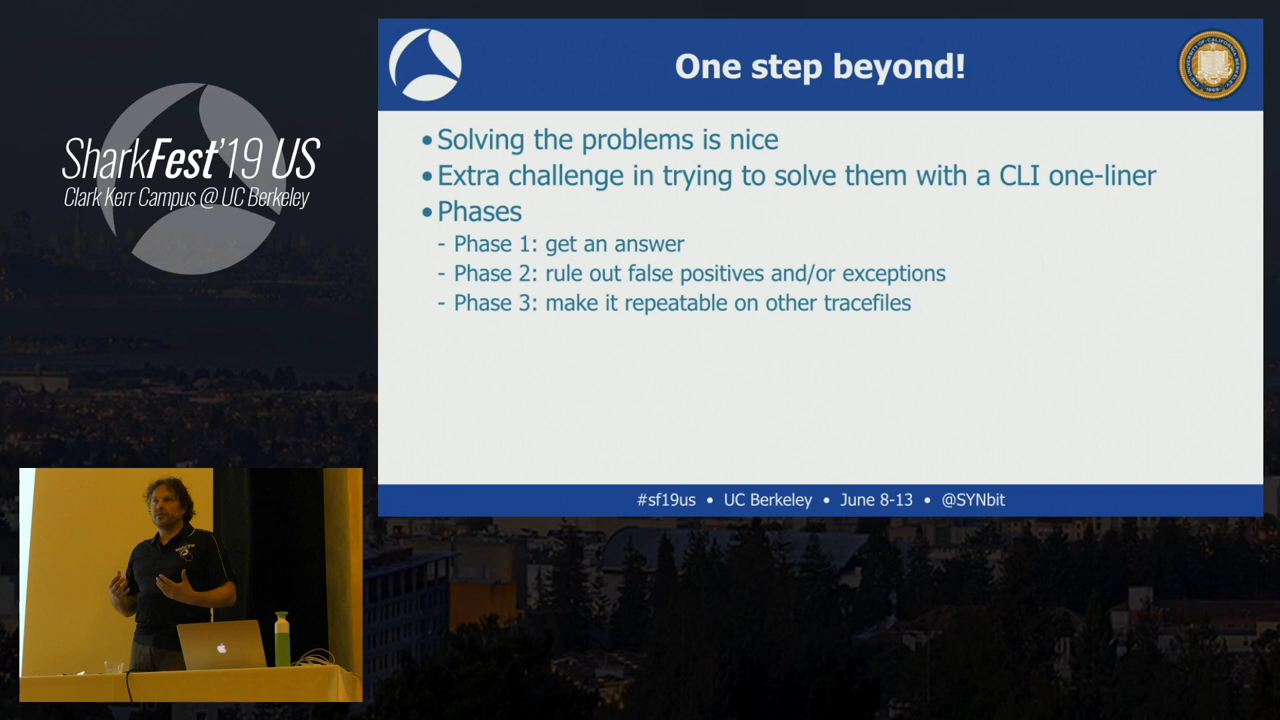 SharkFest'19 US
Clark Kerr Campus @ UC Berkeley
One step beyond!
•Solving the problems is nice
•Extra challenge in trying to solve them with a CLI one-liner
•Phases
- Phase 1: get an answer
- Phase 2: rule out false positives and/or exceptions
- Phase 3: make it repeatable on other tracefiles
#sf19us • UC Berkeley • June 8-13 • @SYNbit